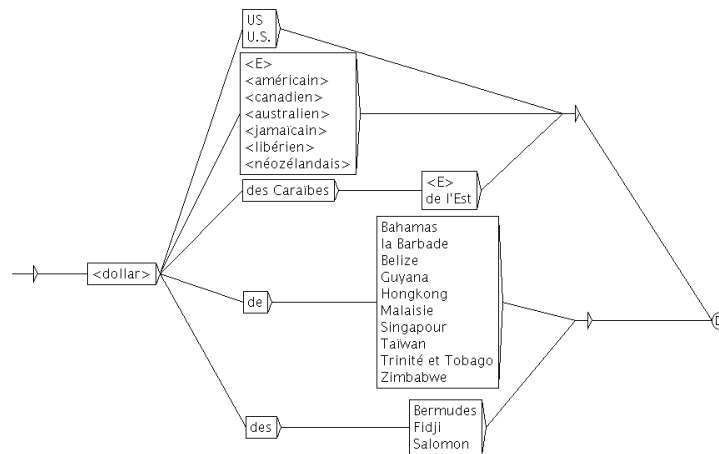 US
U.S.
<E>
<américain>
<canadien>
<australien>
<jamaïcain>
<libérien>
<néozélandais>
des Caraïbes
<E>
de l'Est
<dollar>
de
Bahamas
la Barbade
Belize
Guyana
Hongkong
Malaisie
Singapour
Taïwan
Trinité et Tobago
Zimbabwe
des
Bermudes
Fidji
Salomon